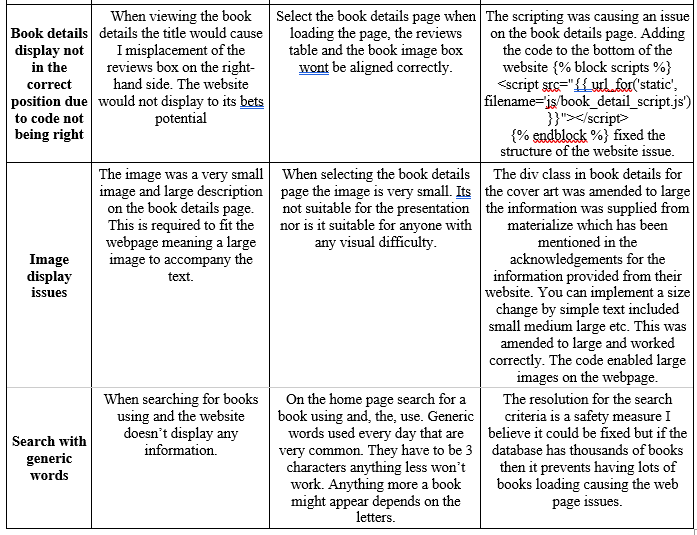 Book details
display not
in the
correct
position due
to code not
being right
When viewing the book
details the title would cause
I misplacement of the
reviews box on the right-
hand side. The website
would not display to its bets
potential
Select the book details page when
loading the page, the reviews
table and the book image box
wont be aligned correctly.
The scripting was causing an issue
on the book details page. Adding
the code to the bottom of the
website {% block scripts %}
<script src="{{ url_for('static',
filename='js/book_detail_script.js')
}}"></script>
{% endblock %} fixed the
structure of the website issue.
Image
display
issues
The image was a very small
image and large description
on the book details page.
This is required to fit the
webpage meaning a large
image to accompany the
text.
When selecting the book details
page the image is very small. Its
not suitable for the presentation
nor is it suitable for anyone with
any visual difficulty.
The div class in book details for
the cover art was amended to large
the information was supplied from
materialize which has been
mentioned in the
acknowledgements for the
information provided from their
website. You can implement a size
change by simple text included
small medium large etc. This was
amended to large and worked
correctly. The code enabled large
images on the webpage.
Search with
generic
words
When searching for books
using and the website
doesn't display any
information.
On the home page search for a
book using and, the, use. Generic
words used every day that are
very common. They have to be 3
characters anything less won't
work. Anything more a book
might appear depends on the
letters.
The resolution for the search
criteria is a safety measure I
believe it could be fixed but if the
database has thousands of books
then it prevents having lots of
books loading causing the web
page issues.